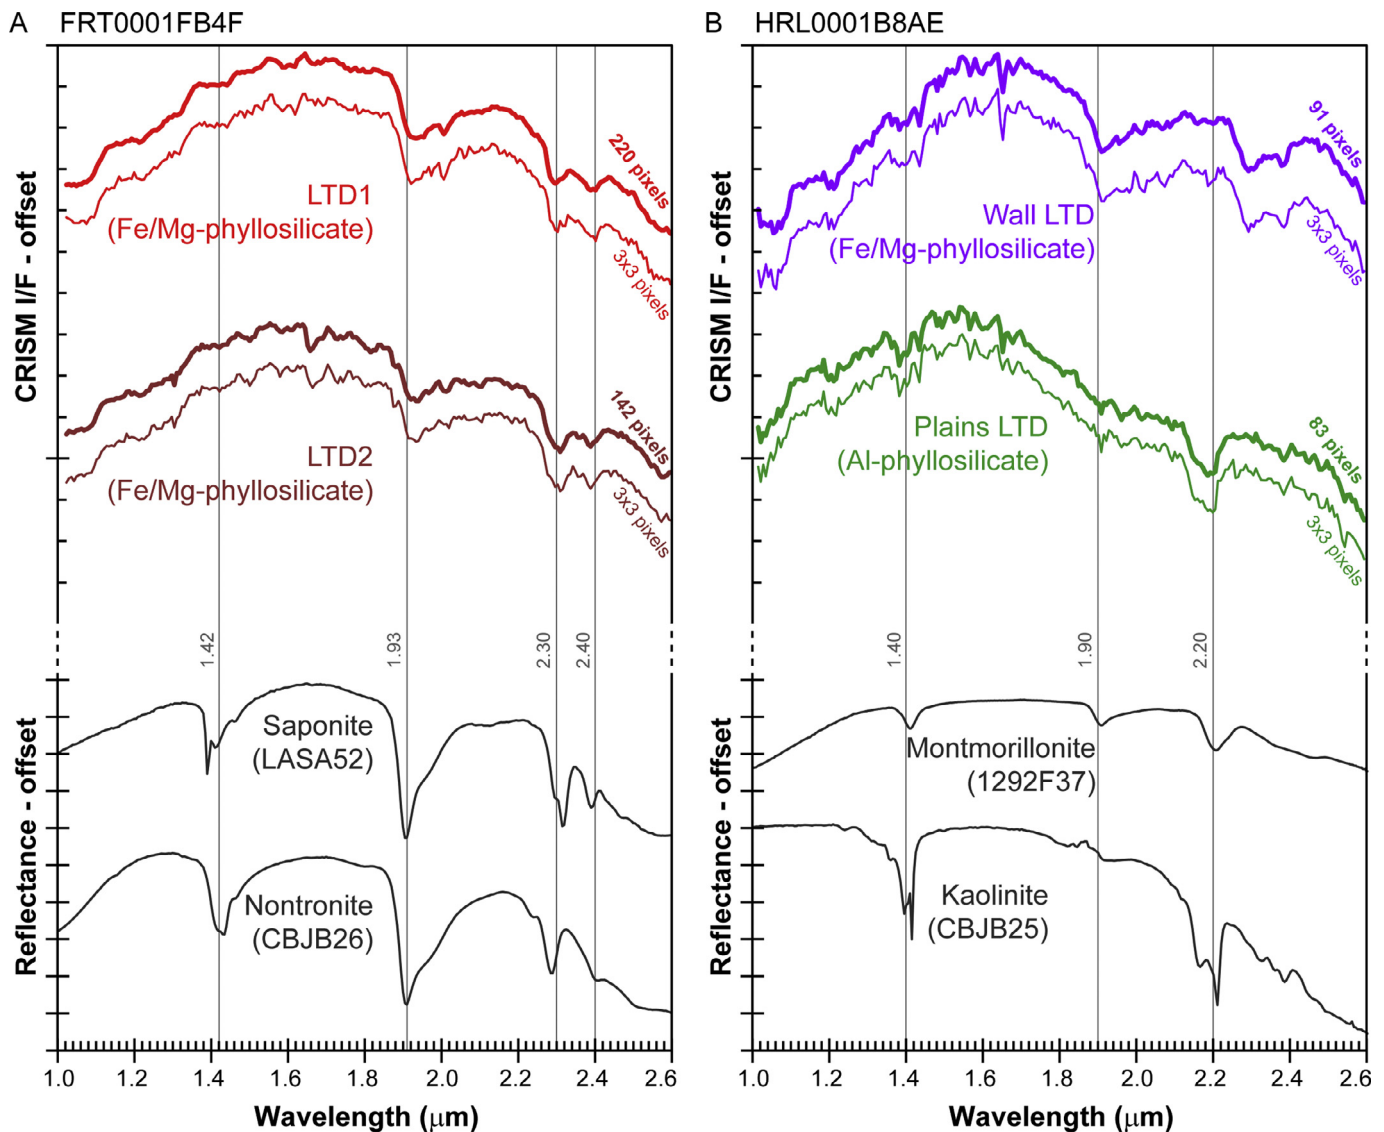 A FRT0001FB4F
CRISM I/F - offset
220 pixels
LTD1
(Fe/Mg-phyllosilicate)
3x3 pixels
142 pixels
LTD2
(Fe/Mg-phyllosilicate)
3x3 pixels
1.42
1.93
2.30
2.40
Reflectance - offset
Saponite
(LASA52)
Nontronite
(CBJB26)
1.0 1.4 1.6 1.8 2.0 2.2 2.4 2.6
1.2
Wavelength (μm)
B HRL0001B8AE
CRISM I/F - offset
91 pixels
Wall LTD
(Fe/Mg-phyllosilicate)
3x3 pixels
Plains LTD
(Al-phyllosilicate)
83 pixels
3x3 pixels
1.40
1.90
2.20
Reflectance - offset
Montmorillonite
(1292F37)
Kaolinite
(CBJB25)
1.0 1.2 1.4 1.6 1.8 2.0 2.2 2.4 2.6
Wavelength (μm)